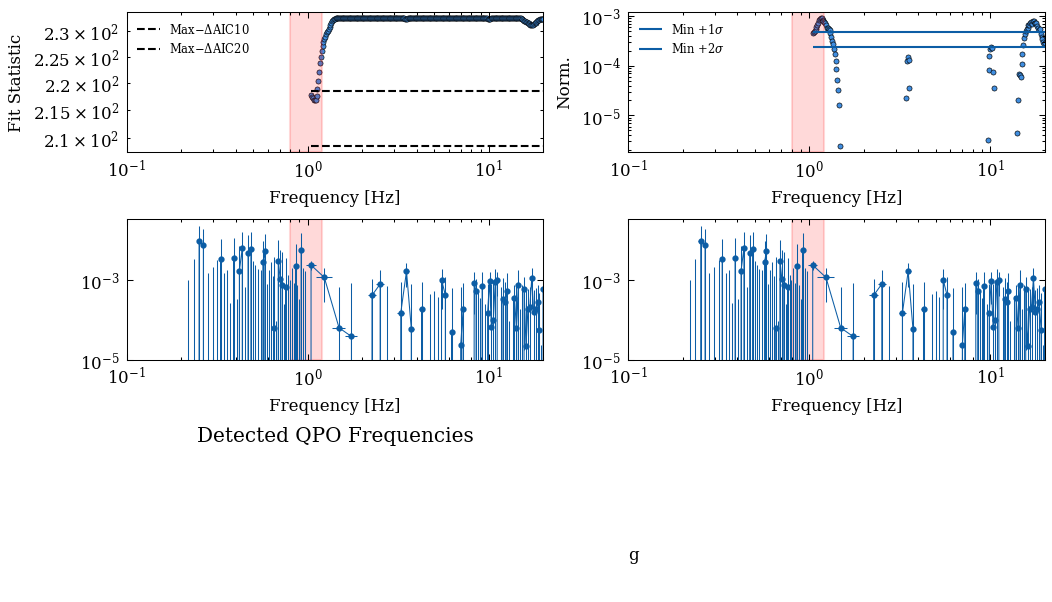 Fit Statistic
2.3 × 10²
2.25 × 10²
2.2 × 10²
2.15 × 10²
2.1 × 10²
Max−ΔAIC10
Max−ΔAIC20
10⁻¹ 10⁰ 10¹
Frequency [Hz]
Norm.
10⁻³
10⁻⁴
10⁻⁵
Min +1σ
Min +2σ
10⁻¹ 10⁰ 10¹
Frequency [Hz]
10⁻³
10⁻⁵
10⁻¹ 10⁰ 10¹
Frequency [Hz]
10⁻³
10⁻⁵
10⁻¹ 10⁰ 10¹
Frequency [Hz]
Detected QPO Frequencies
g